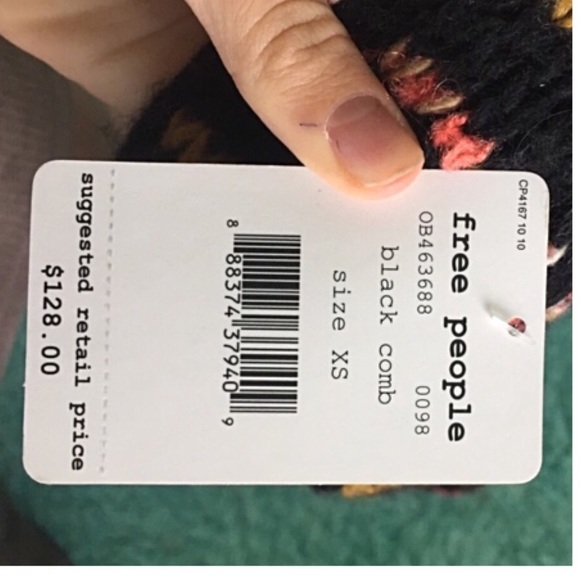 CP4167 10 10
free people
OB463688 0098
black comb
size XS
8 88374 37940 9
suggested retail price
$128.00